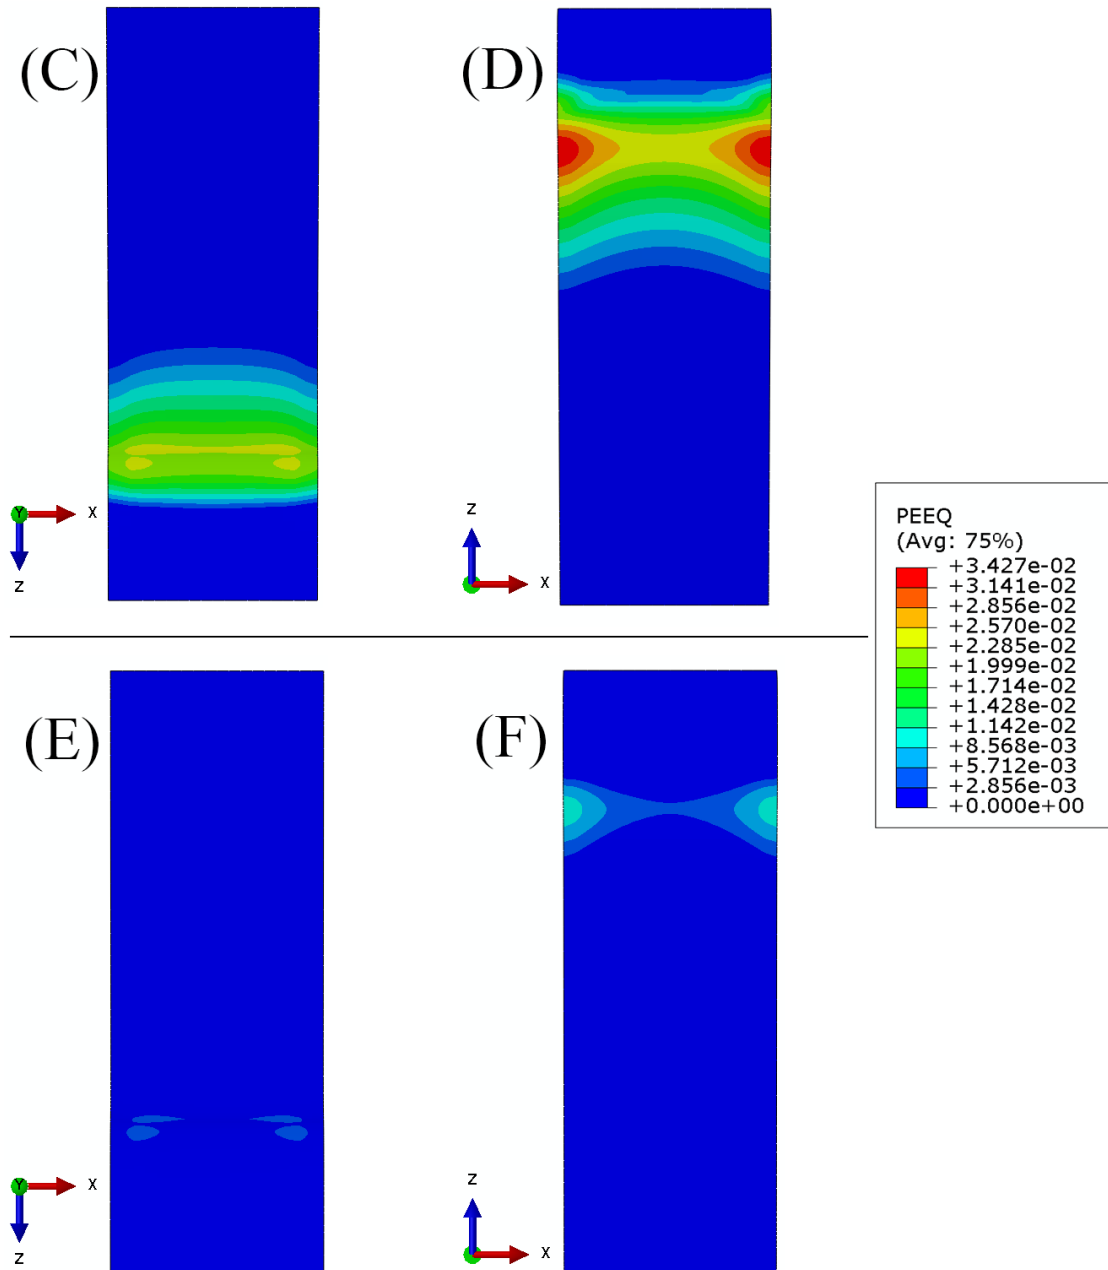 (C)
(D)
Y
X
Z
Z
X
PEEQ
(Avg: 75%)
+3.427e-02
+3.141e-02
+2.856e-02
+2.570e-02
+2.285e-02
+1.999e-02
+1.714e-02
+1.428e-02
+1.142e-02
+8.568e-03
+5.712e-03
+2.856e-03
+0.000e+00
(E)
(F)
Y
X
Z
Z
X